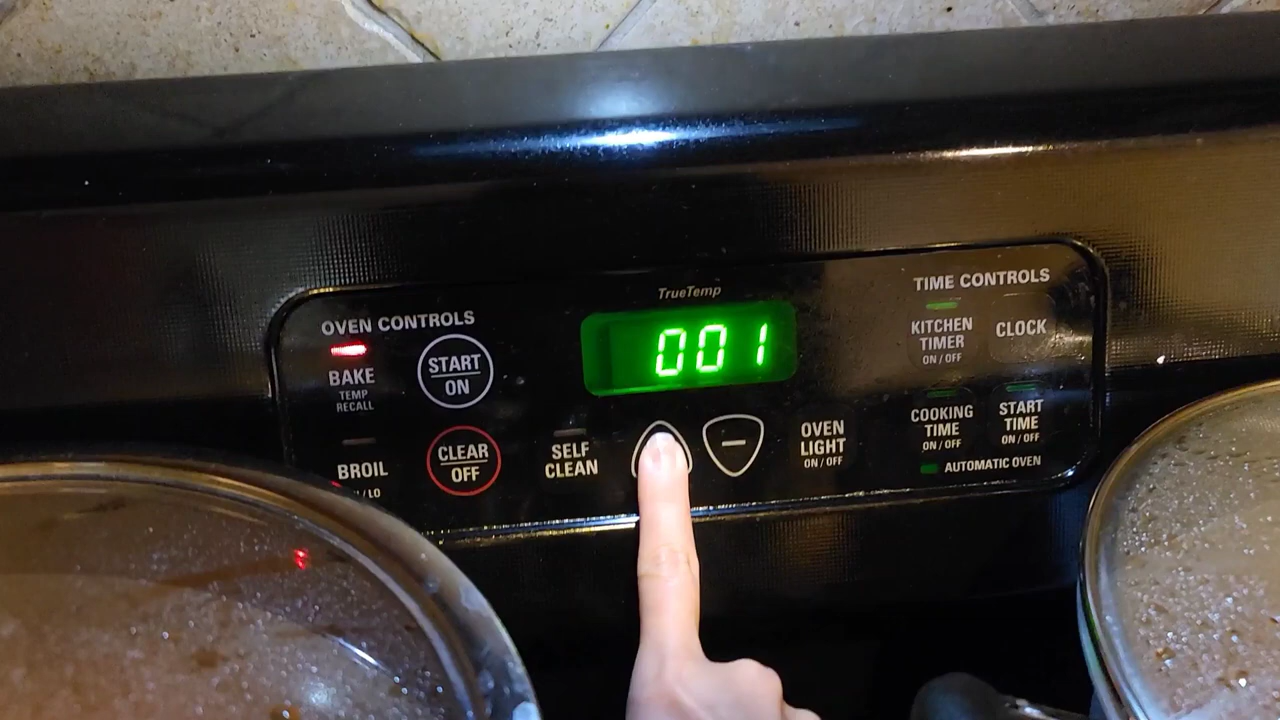 TrueTemp
OVEN CONTROLS
BAKE
TEMP
RECALL
START
ON
BROIL
/LO
CLEAR
OFF
001
SELF
CLEAN
–
OVEN
LIGHT
ON/OFF
TIME CONTROLS
KITCHEN
TIMER
ON/OFF
CLOCK
COOKING
TIME
ON/OFF
START
TIME
ON/OFF
AUTOMATIC OVEN